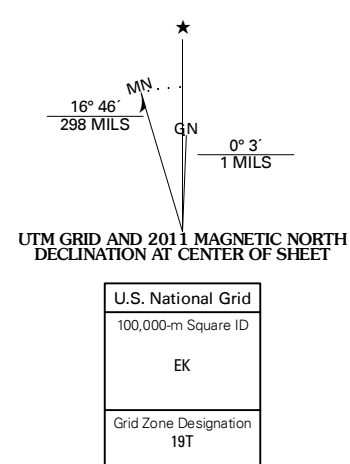 ★
MN
16° 46´
298 MILS
GN
0° 3´
1 MILS
UTM GRID AND 2011 MAGNETIC NORTH
DECLINATION AT CENTER OF SHEET
U.S. National Grid
100,000-m Square ID
EK
Grid Zone Designation
19T